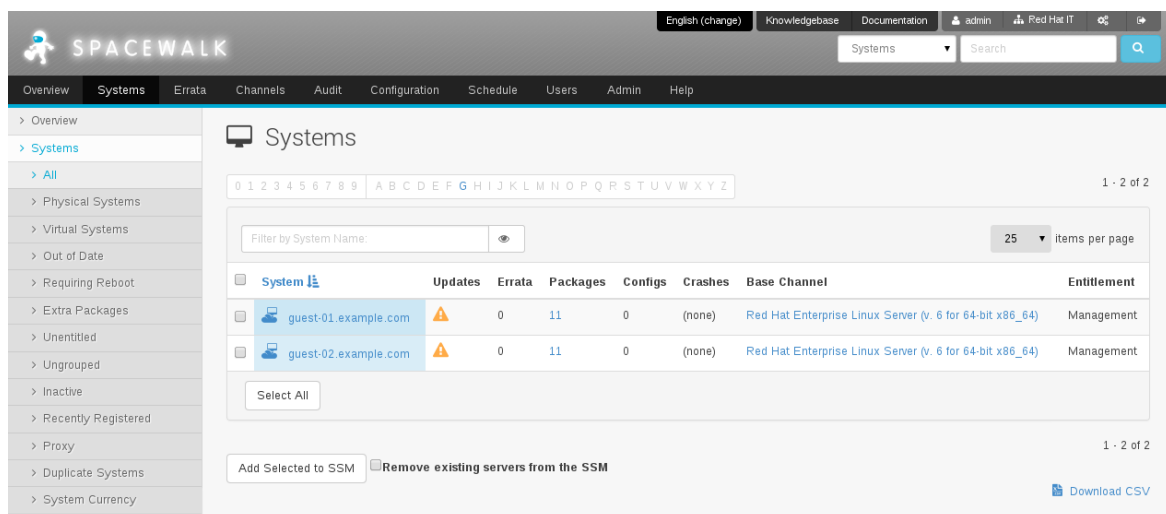 English (change) Knowledgebase Documentation admin Red Hat IT
SPACEWALK
Systems Search
Overview Systems Errata Channels Audit Configuration Schedule Users Admin Help
> Overview
> Systems
> All
> Physical Systems
> Virtual Systems
> Out of Date
> Requiring Reboot
> Extra Packages
> Unentitled
> Ungrouped
> Inactive
> Recently Registered
> Proxy
> Duplicate Systems
> System Currency
Systems
0 1 2 3 4 5 6 7 8 9 A B C D E F G H I J K L M N O P Q R S T U V W X Y Z
1 - 2 of 2
Filter by System Name:
25 items per page
System Updates Errata Packages Configs Crashes Base Channel Entitlement
guest-01.example.com 0 11 0 (none) Red Hat Enterprise Linux Server (v. 6 for 64-bit x86_64) Management
guest-02.example.com 0 11 0 (none) Red Hat Enterprise Linux Server (v. 6 for 64-bit x86_64) Management
Select All
1 - 2 of 2
Add Selected to SSM Remove existing servers from the SSM
Download CSV